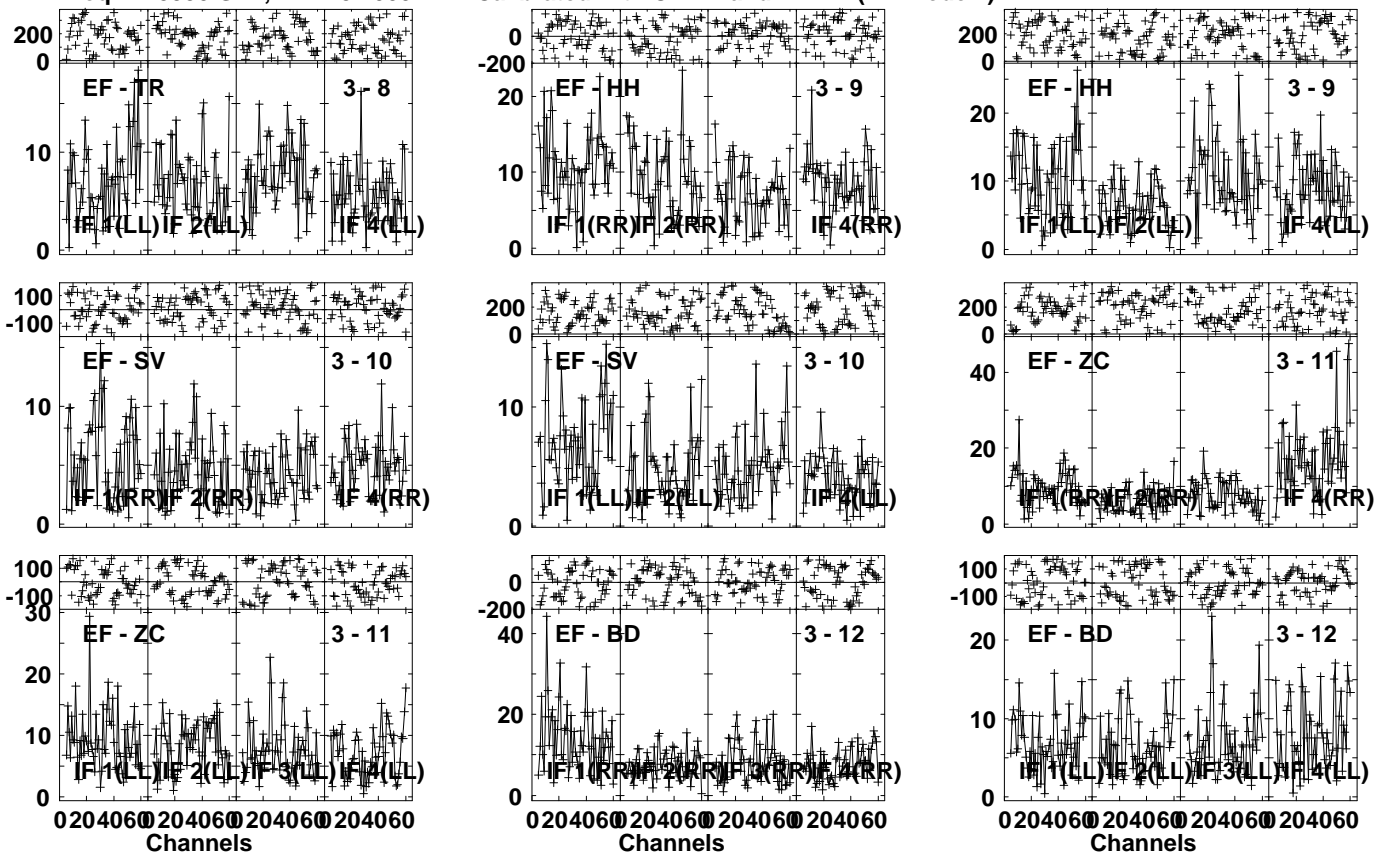 200
0
EF - TR 3 - 8
10
0
IF 1(LL) IF 2(LL) IF 4(LL)
0
-200
EF - HH 3 - 9
20
10
0
IF 1(RR) IF 2(RR) IF 4(RR)
200
0
EF - HH 3 - 9
20
10
0
IF 1(LL) IF 2(LL) IF 4(LL)
100
-100
EF - SV 3 - 10
10
0
IF 1(RR) IF 2(RR) IF 4(RR)
200
0
EF - SV 3 - 10
10
0
IF 1(LL) IF 2(LL) IF 4(LL)
200
0
EF - ZC 3 - 11
40
20
0
IF 1(RR) IF 2(RR) IF 4(RR)
100
-100
30
EF - ZC 3 - 11
20
10
0
IF 1(LL) IF 2(LL) IF 3(LL) IF 4(LL)
0 20 40 60 0 20 40 60 0 20 40 60 0 20 40 60
Channels
0
-200
EF - BD 3 - 12
40
20
0
IF 1(RR) IF 2(RR) IF 3(RR) IF 4(RR)
0 20 40 60 0 20 40 60 0 20 40 60 0 20 40 60
Channels
100
-100
EF - BD 3 - 12
20
10
0
IF 1(LL) IF 2(LL) IF 3(LL) IF 4(LL)
0 20 40 60 0 20 40 60 0 20 40 60 0 20 40 60
Channels